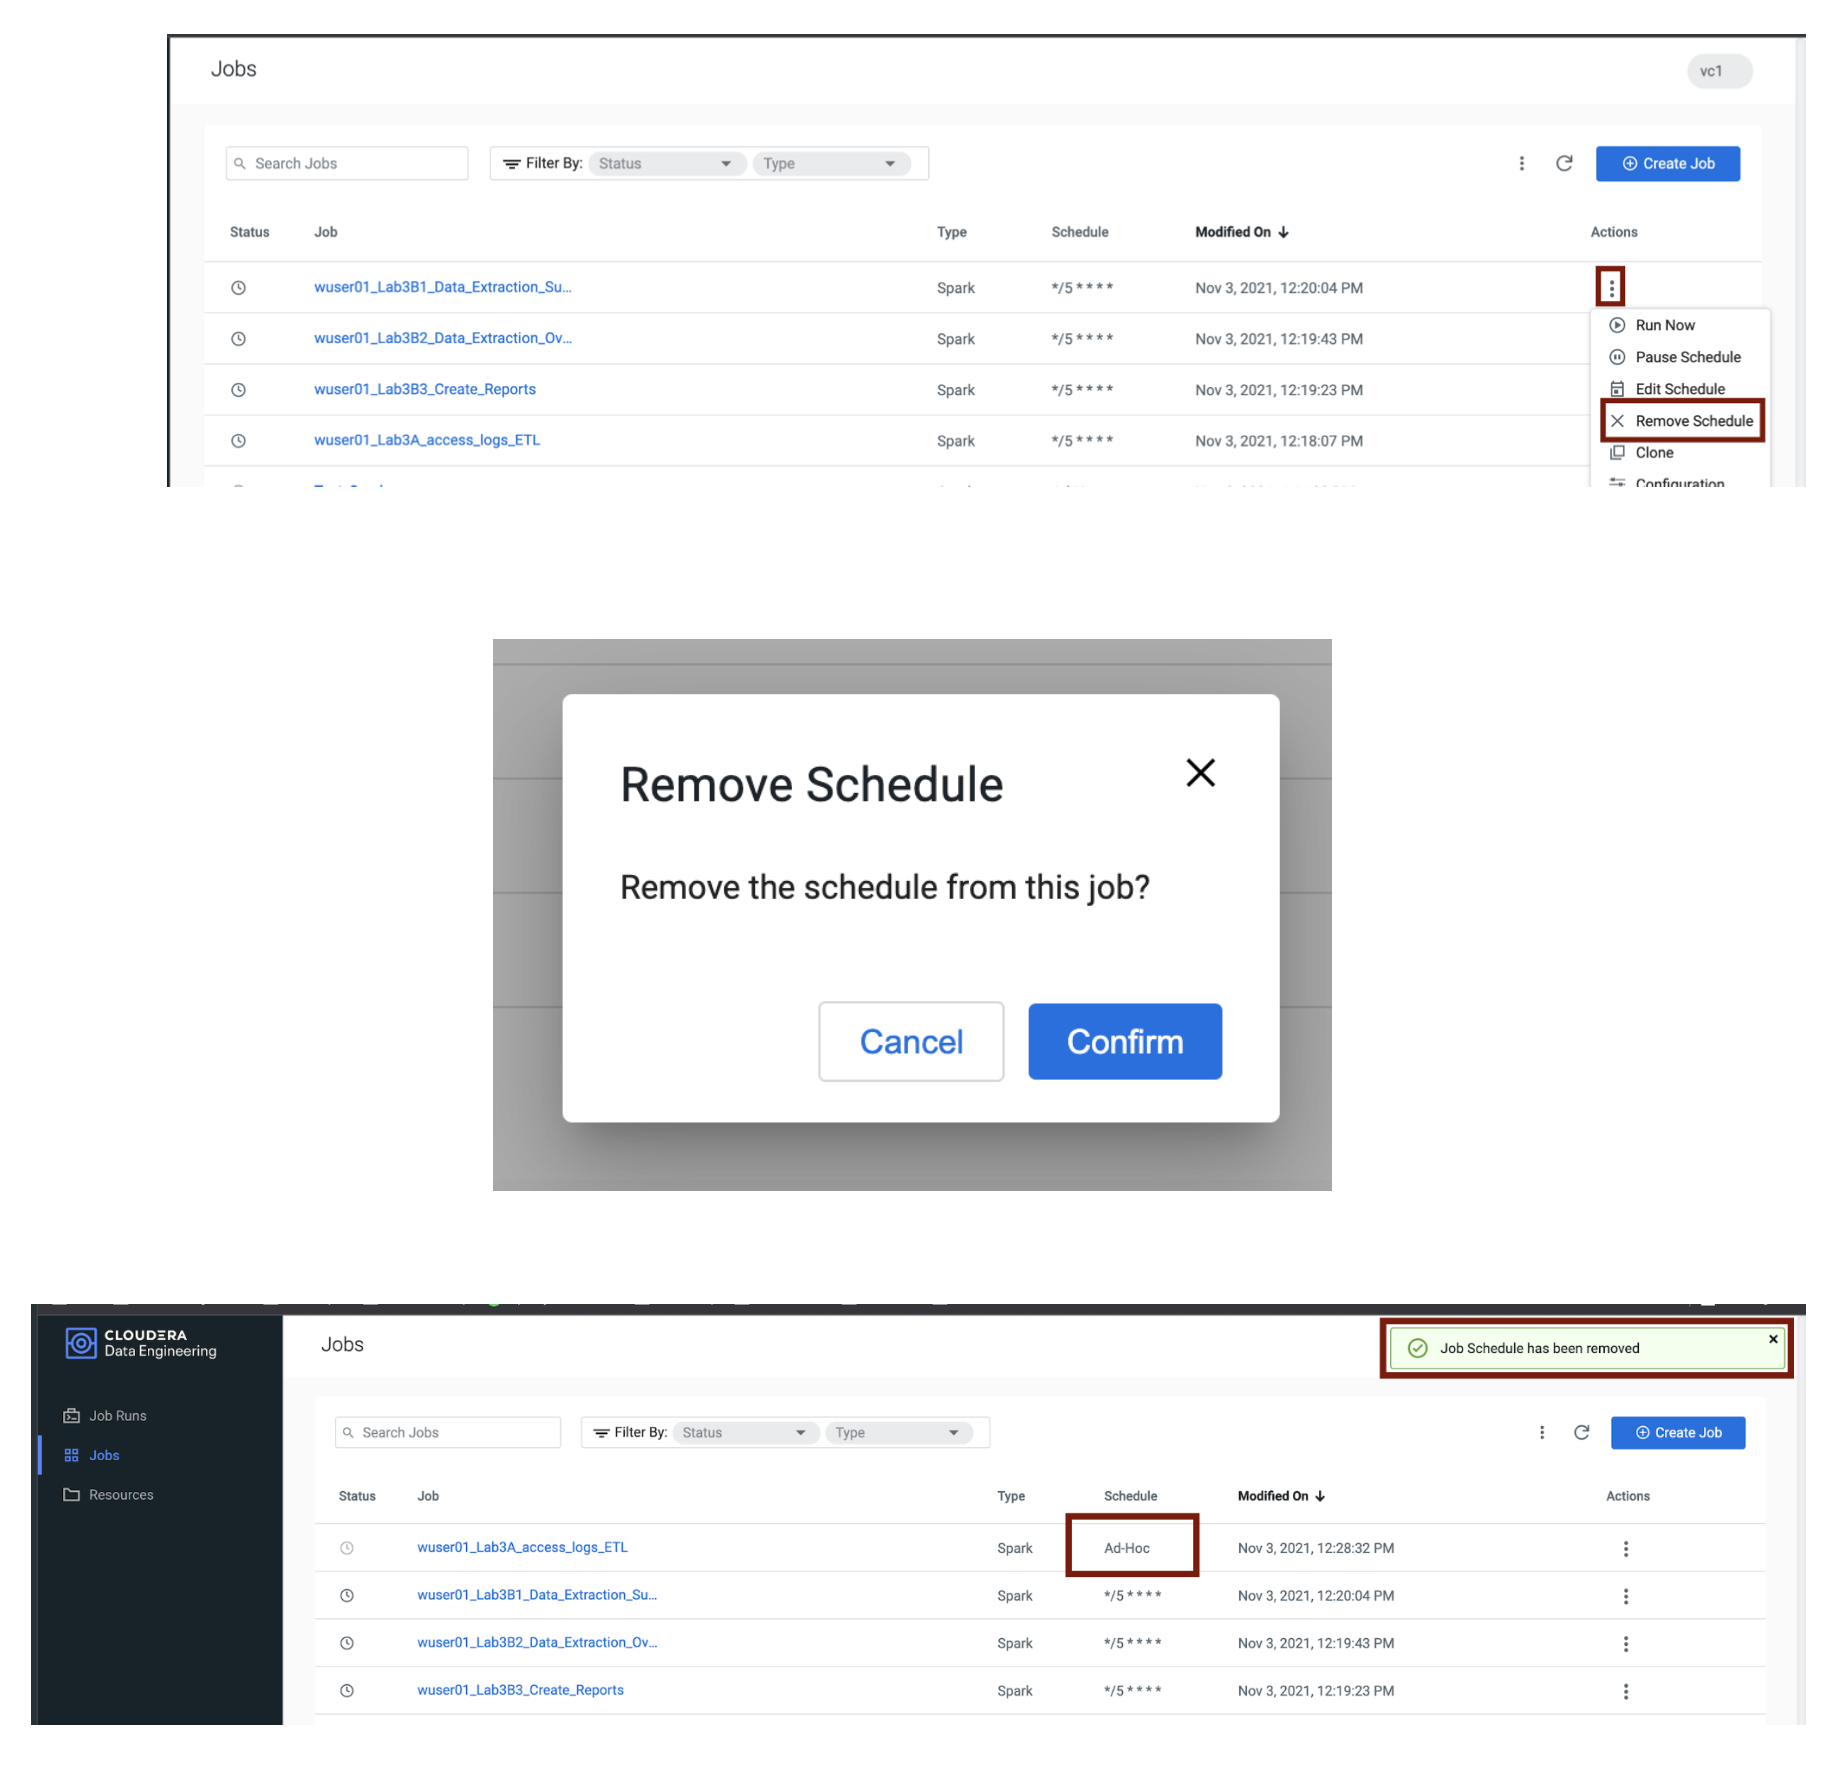 Jobs
vc1
Search Jobs
Filter By: Status Type
Create Job
Status Job Type Schedule Modified On Actions
wuser01_Lab3B1_Data_Extraction_Su... Spark */5 * * * * Nov 3, 2021, 12:20:04 PM
Run Now
wuser01_Lab3B2_Data_Extraction_Ov... Spark */5 * * * * Nov 3, 2021, 12:19:43 PM
Pause Schedule
wuser01_Lab3B3_Create_Reports Spark */5 * * * * Nov 3, 2021, 12:19:23 PM
Edit Schedule
Remove Schedule
wuser01_Lab3A_access_logs_ETL Spark */5 * * * * Nov 3, 2021, 12:18:07 PM
Clone
Configuration
Remove Schedule
Remove the schedule from this job?
Cancel Confirm
CLOUDERA
Data Engineering
Job Runs
Jobs
Resources
Jobs
Job Schedule has been removed
Search Jobs
Filter By: Status Type
Create Job
Status Job Type Schedule Modified On Actions
wuser01_Lab3A_access_logs_ETL Spark Ad-Hoc Nov 3, 2021, 12:28:32 PM
wuser01_Lab3B1_Data_Extraction_Su... Spark */5 * * * * Nov 3, 2021, 12:20:04 PM
wuser01_Lab3B2_Data_Extraction_Ov... Spark */5 * * * * Nov 3, 2021, 12:19:43 PM
wuser01_Lab3B3_Create_Reports Spark */5 * * * * Nov 3, 2021, 12:19:23 PM